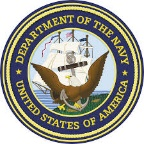 DEPARTMENT OF THE NAVY
UNITED STATES OF AMERICA